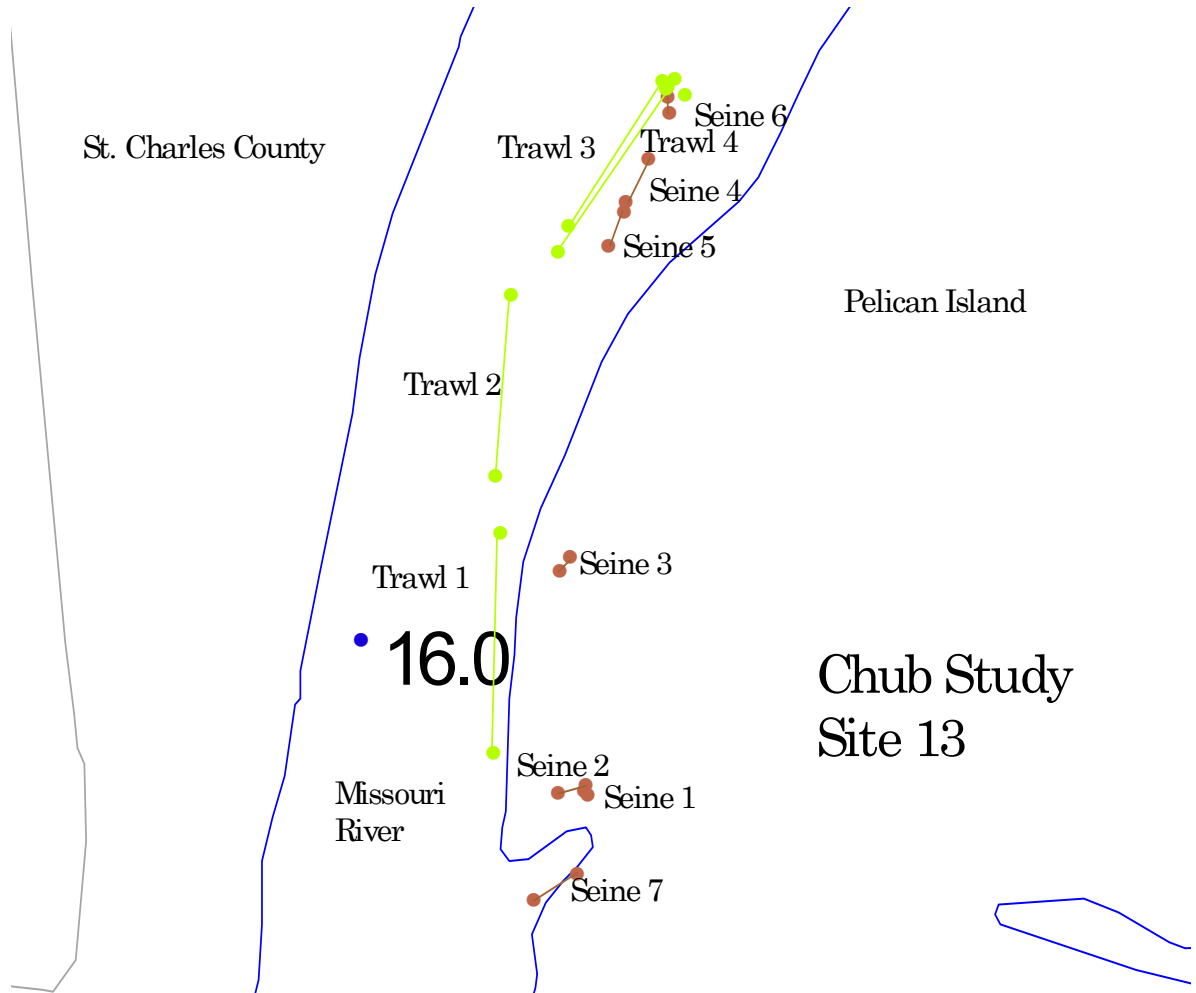 Seine 6
St. Charles County
Trawl 3
Trawl 4
Seine 4
Seine 5
Pelican Island
Trawl 2
Seine 3
Trawl 1
16.0
Chub Study
Site 13
Seine 2
Seine 1
Missouri
River
Seine 7